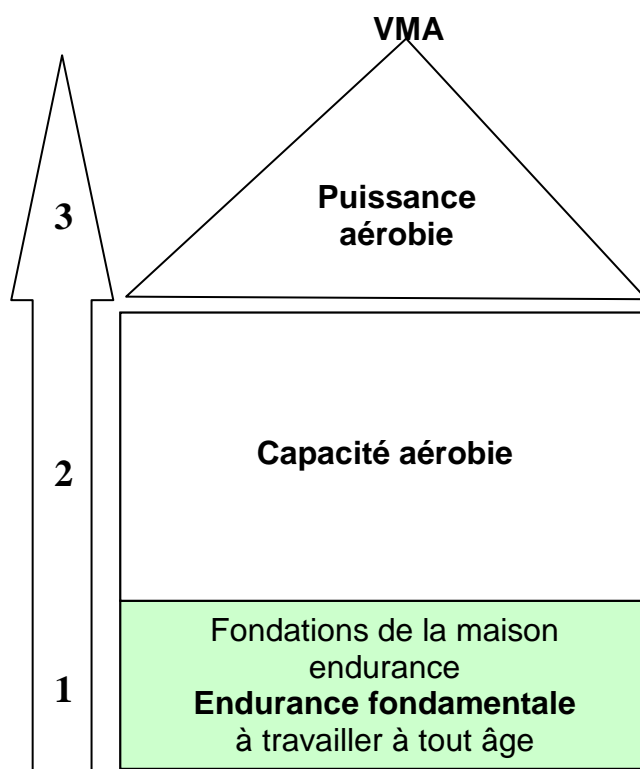 VMA
3
Puissance
aérobie
2
Capacité aérobie
1
Fondations de la maison
endurance
Endurance fondamentale
à travailler à tout âge